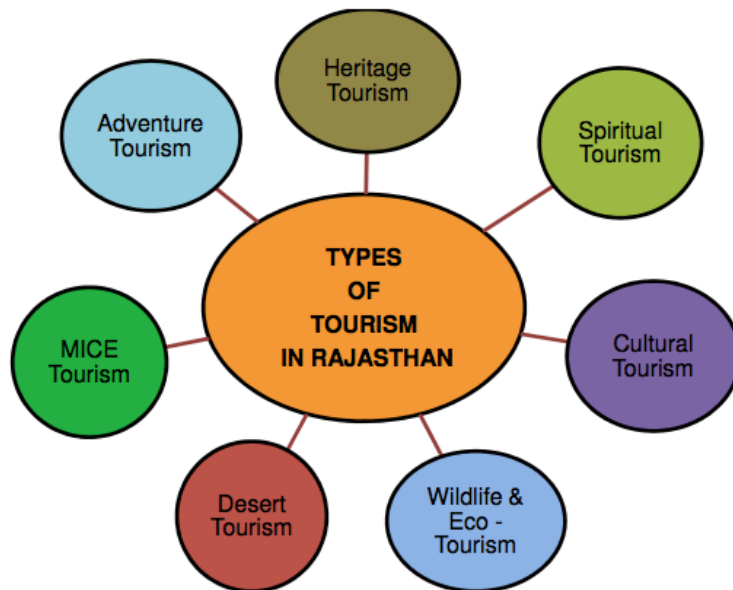 Heritage
Tourism
Adventure
Tourism
Spiritual
Tourism
TYPES
OF
TOURISM
IN RAJASTHAN
MICE
Tourism
Cultural
Tourism
Desert
Tourism
Wildlife &
Eco -
Tourism